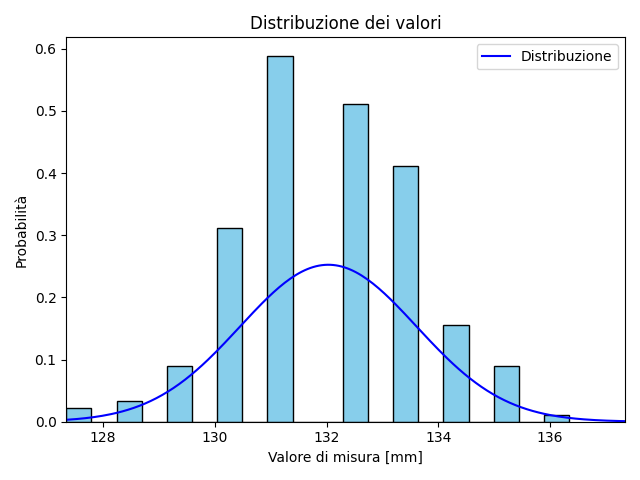 Distribuzione dei valori
Distribuzione
Probabilità
0.6
0.5
0.4
0.3
0.2
0.1
0.0
128 130 132 134 136
Valore di misura [mm]